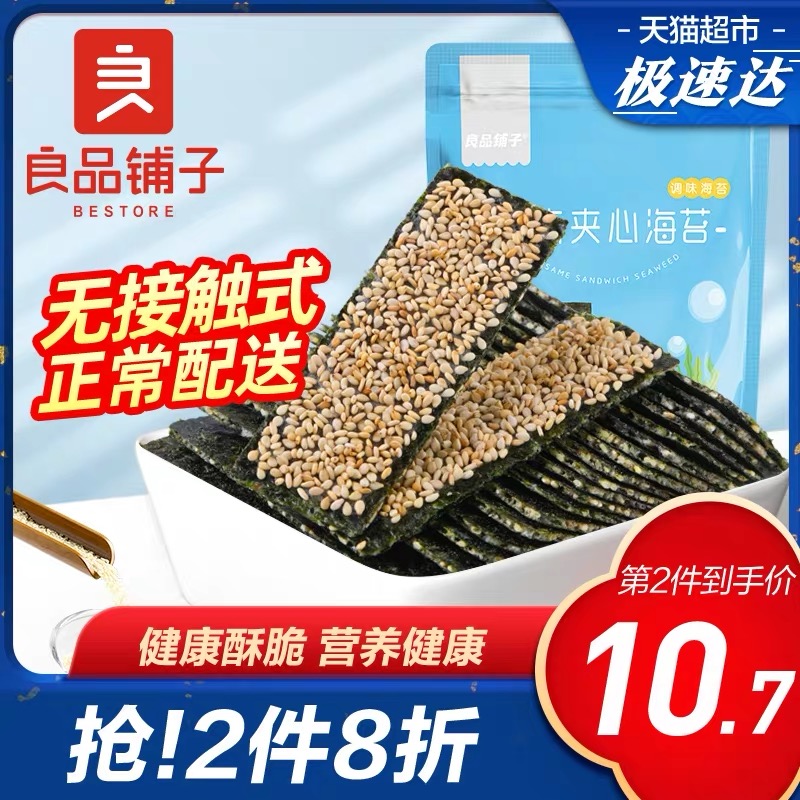 天猫超市
极速达
良品铺子
BESTORE
良品铺子
调味海苔
夹心海苔
SAME SANDWICH SEAWEED
无接触式
正常配送
第2件到手价
10.7
健康酥脆 营养健康
抢!2件8折